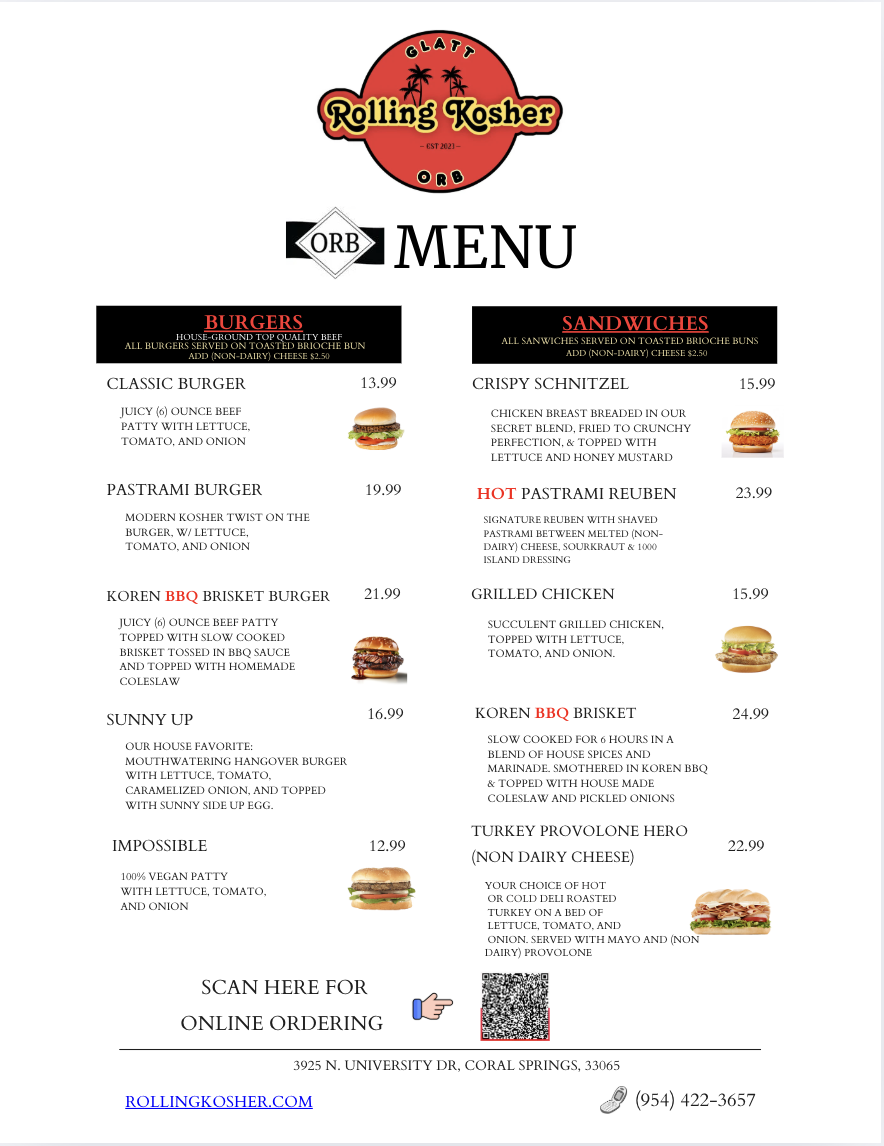 GLATT
Rolling Kosher
- EST 2021 -
ORB
ORB MENU
BURGERS
HOUSE-GROUND TOP QUALITY BEEF
ALL BURGERS SERVED ON TOASTED BRIOCHE BUN
ADD (NON-DAIRY) CHEESE $2.50
CLASSIC BURGER 13.99
JUICY (6) OUNCE BEEF
PATTY WITH LETTUCE,
TOMATO, AND ONION
PASTRAMI BURGER 19.99
MODERN KOSHER TWIST ON THE
BURGER, W/ LETTUCE,
TOMATO, AND ONION
KOREN BBQ BRISKET BURGER 21.99
JUICY (6) OUNCE BEEF PATTY
TOPPED WITH SLOW COOKED
BRISKET TOSSED IN BBQ SAUCE
AND TOPPED WITH HOMEMADE
COLESLAW
SUNNY UP 16.99
OUR HOUSE FAVORITE:
MOUTHWATERING HANGOVER BURGER
WITH LETTUCE, TOMATO,
CARAMELIZED ONION, AND TOPPED
WITH SUNNY SIDE UP EGG.
IMPOSSIBLE 12.99
100% VEGAN PATTY
WITH LETTUCE, TOMATO,
AND ONION
SANDWICHES
ALL SANWICHES SERVED ON TOASTED BRIOCHE BUNS
ADD (NON-DAIRY) CHEESE $2.50
CRISPY SCHNITZEL 15.99
CHICKEN BREAST BREADED IN OUR
SECRET BLEND, FRIED TO CRUNCHY
PERFECTION, & TOPPED WITH
LETTUCE AND HONEY MUSTARD
HOT PASTRAMI REUBEN 23.99
SIGNATURE REUBEN WITH SHAVED
PASTRAMI BETWEEN MELTED (NON-
DAIRY) CHEESE, SOURKRAUT & 1000
ISLAND DRESSING
GRILLED CHICKEN 15.99
SUCCULENT GRILLED CHICKEN,
TOPPED WITH LETTUCE,
TOMATO, AND ONION.
KOREN BBQ BRISKET 24.99
SLOW COOKED FOR 6 HOURS IN A
BLEND OF HOUSE SPICES AND
MARINADE. SMOTHERED IN KOREN BBQ
& TOPPED WITH HOUSE MADE
COLESLAW AND PICKLED ONIONS
TURKEY PROVOLONE HERO
(NON DAIRY CHEESE) 22.99
YOUR CHOICE OF HOT
OR COLD DELI ROASTED
TURKEY ON A BED OF
LETTUCE, TOMATO, AND
ONION. SERVED WITH MAYO AND (NON
DAIRY) PROVOLONE
SCAN HERE FOR
ONLINE ORDERING
3925 N. UNIVERSITY DR, CORAL SPRINGS, 33065
ROLLINGKOSHER.COM
(954) 422-3657